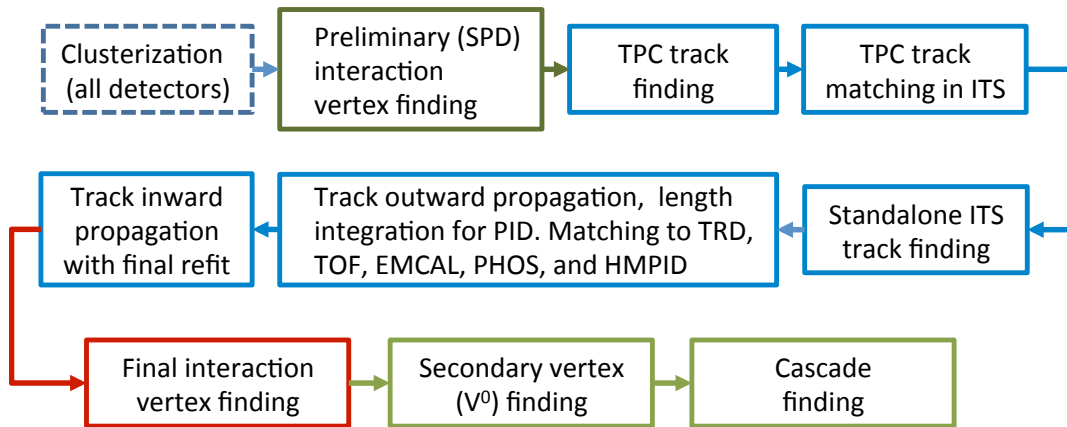 Clusterization
(all detectors)
Preliminary (SPD)
interaction
vertex finding
TPC track
finding
TPC track
matching in ITS
Track inward
propagation
with final refit
Track outward propagation, length
integration for PID. Matching to TRD,
TOF, EMCAL, PHOS, and HMPID
Standalone ITS
track finding
Final interaction
vertex finding
Secondary vertex
(V⁰) finding
Cascade
finding